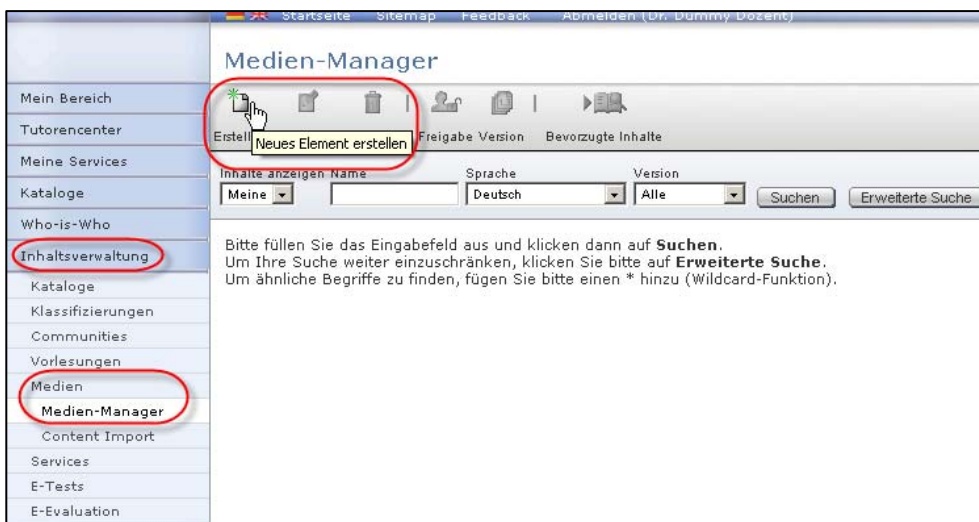 Startseite Sitemap Feedback Abmelden (Dr. Dummy Dozent)
Medien-Manager
Mein Bereich
Tutorencenter
Meine Services
Kataloge
Who-is-Who
Inhaltsverwaltung
Kataloge
Klassifizierungen
Communities
Vorlesungen
Medien
Medien-Manager
Content Import
Services
E-Tests
E-Evaluation
Erstell
Neues Element erstellen
Freigabe Version Bevorzugte Inhalte
Inhalte anzeigen Name Sprache Version
Meine Deutsch Alle Suchen Erweiterte Suche
Bitte füllen Sie das Eingabefeld aus und klicken dann auf Suchen.
Um Ihre Suche weiter einzuschränken, klicken Sie bitte auf Erweiterte Suche.
Um ähnliche Begriffe zu finden, fügen Sie bitte einen * hinzu (Wildcard-Funktion).